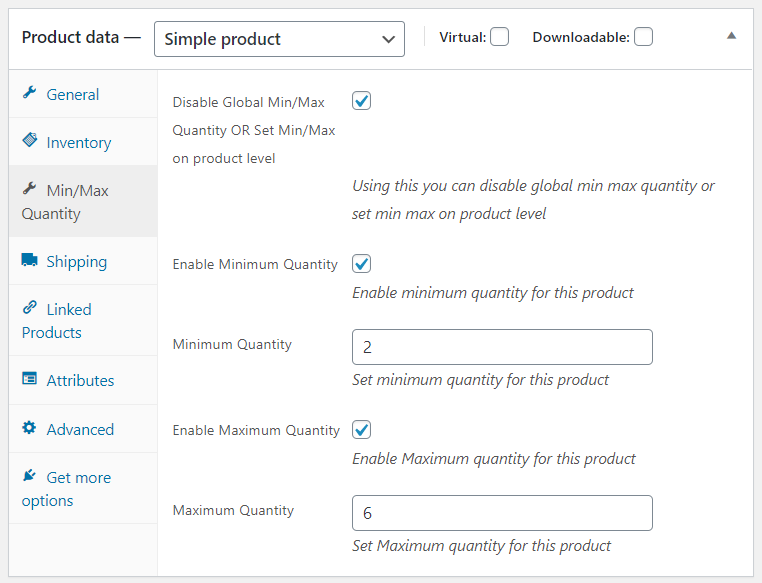 Product data —
Simple product
Virtual:
Downloadable:
General
Inventory
Min/Max
Quantity
Shipping
Linked
Products
Attributes
Advanced
Get more
options
Disable Global Min/Max
Quantity OR Set Min/Max
on product level
Using this you can disable global min max quantity or
set min max on product level
Enable Minimum Quantity
Enable minimum quantity for this product
Minimum Quantity
2
Set minimum quantity for this product
Enable Maximum Quantity
Enable Maximum quantity for this product
Maximum Quantity
6
Set Maximum quantity for this product